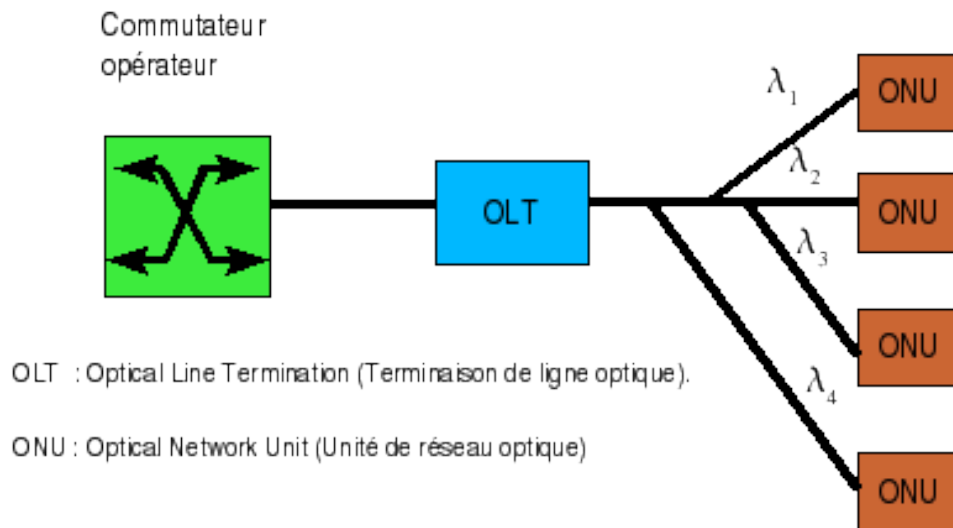 Commutateur
opérateur
λ1
ONU
λ2
OLT
ONU
λ3
ONU
OLT : Optical Line Termination (Terminaison de ligne optique).
λ4
ONU : Optical Network Unit (Unité de réseau optique)
ONU